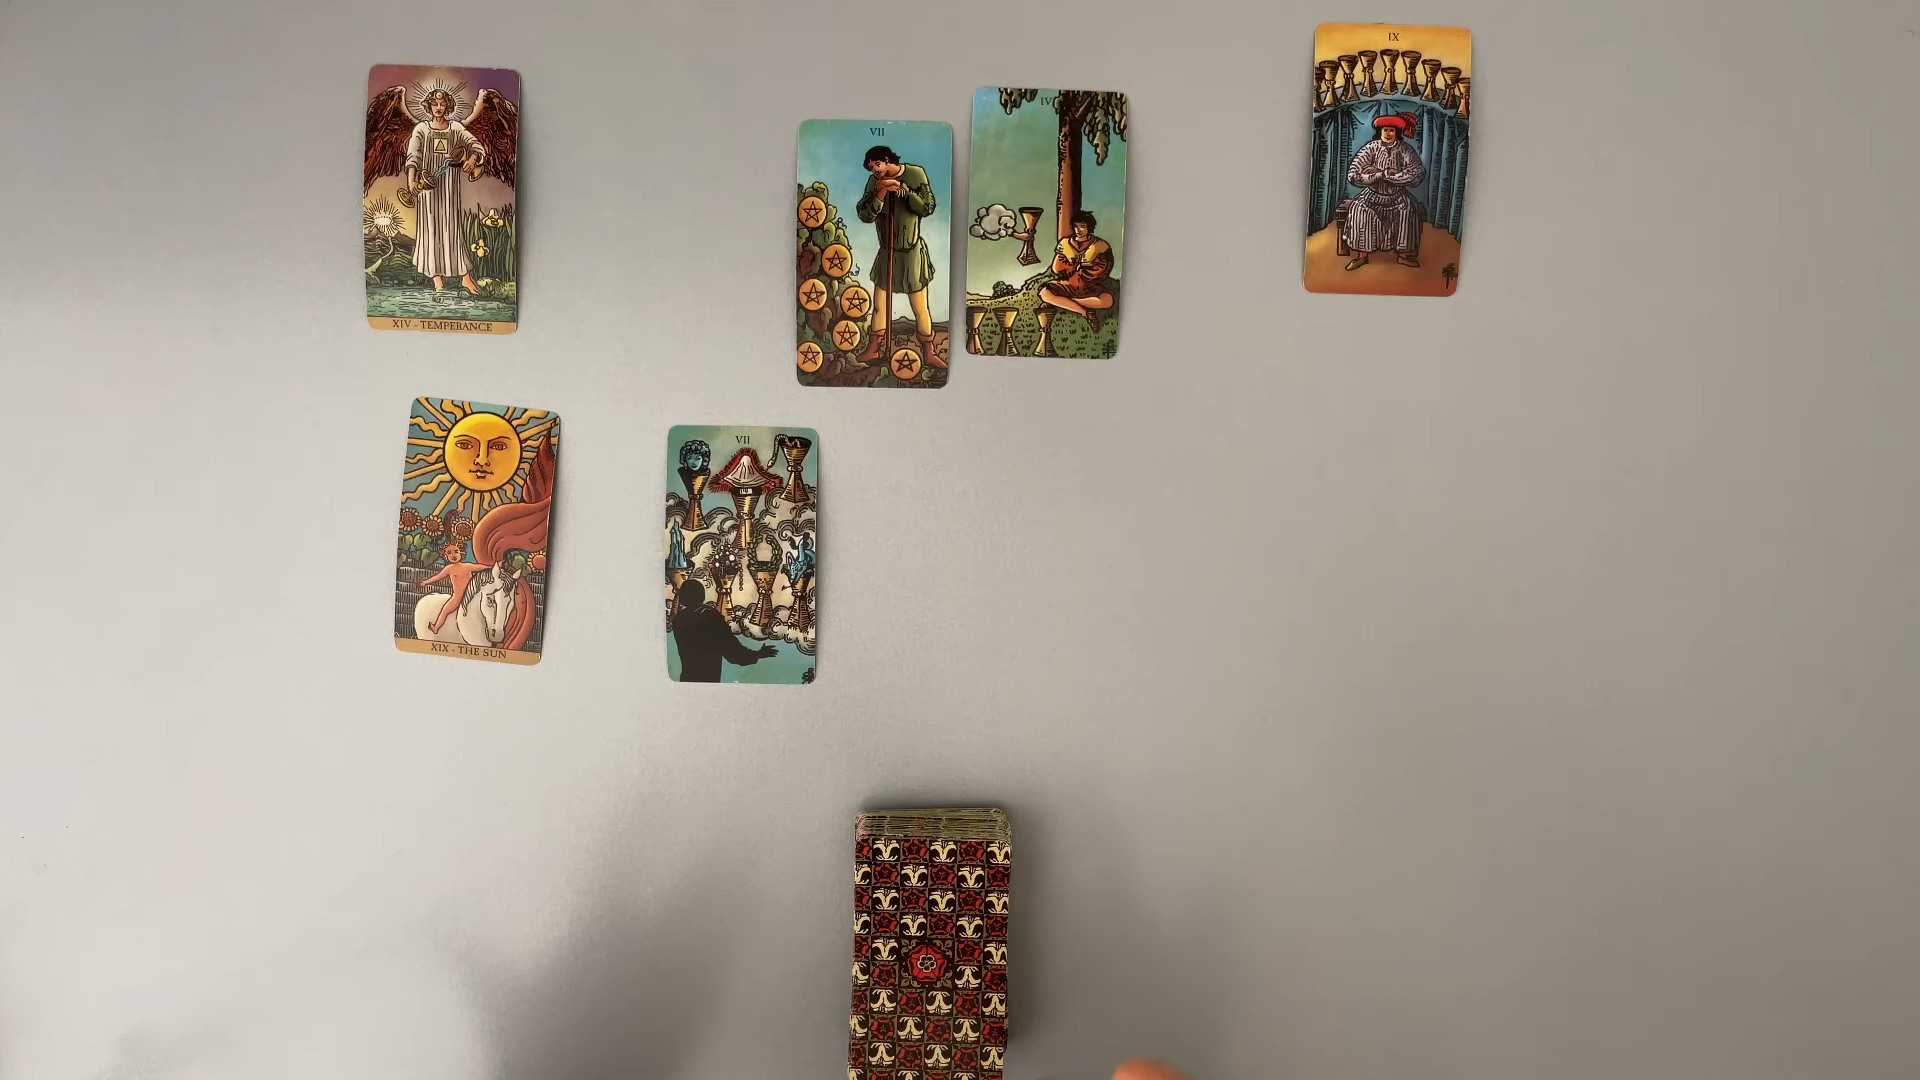 IX
IV
VII
XIV - TEMPERANCE
VII
XIX - THE SUN